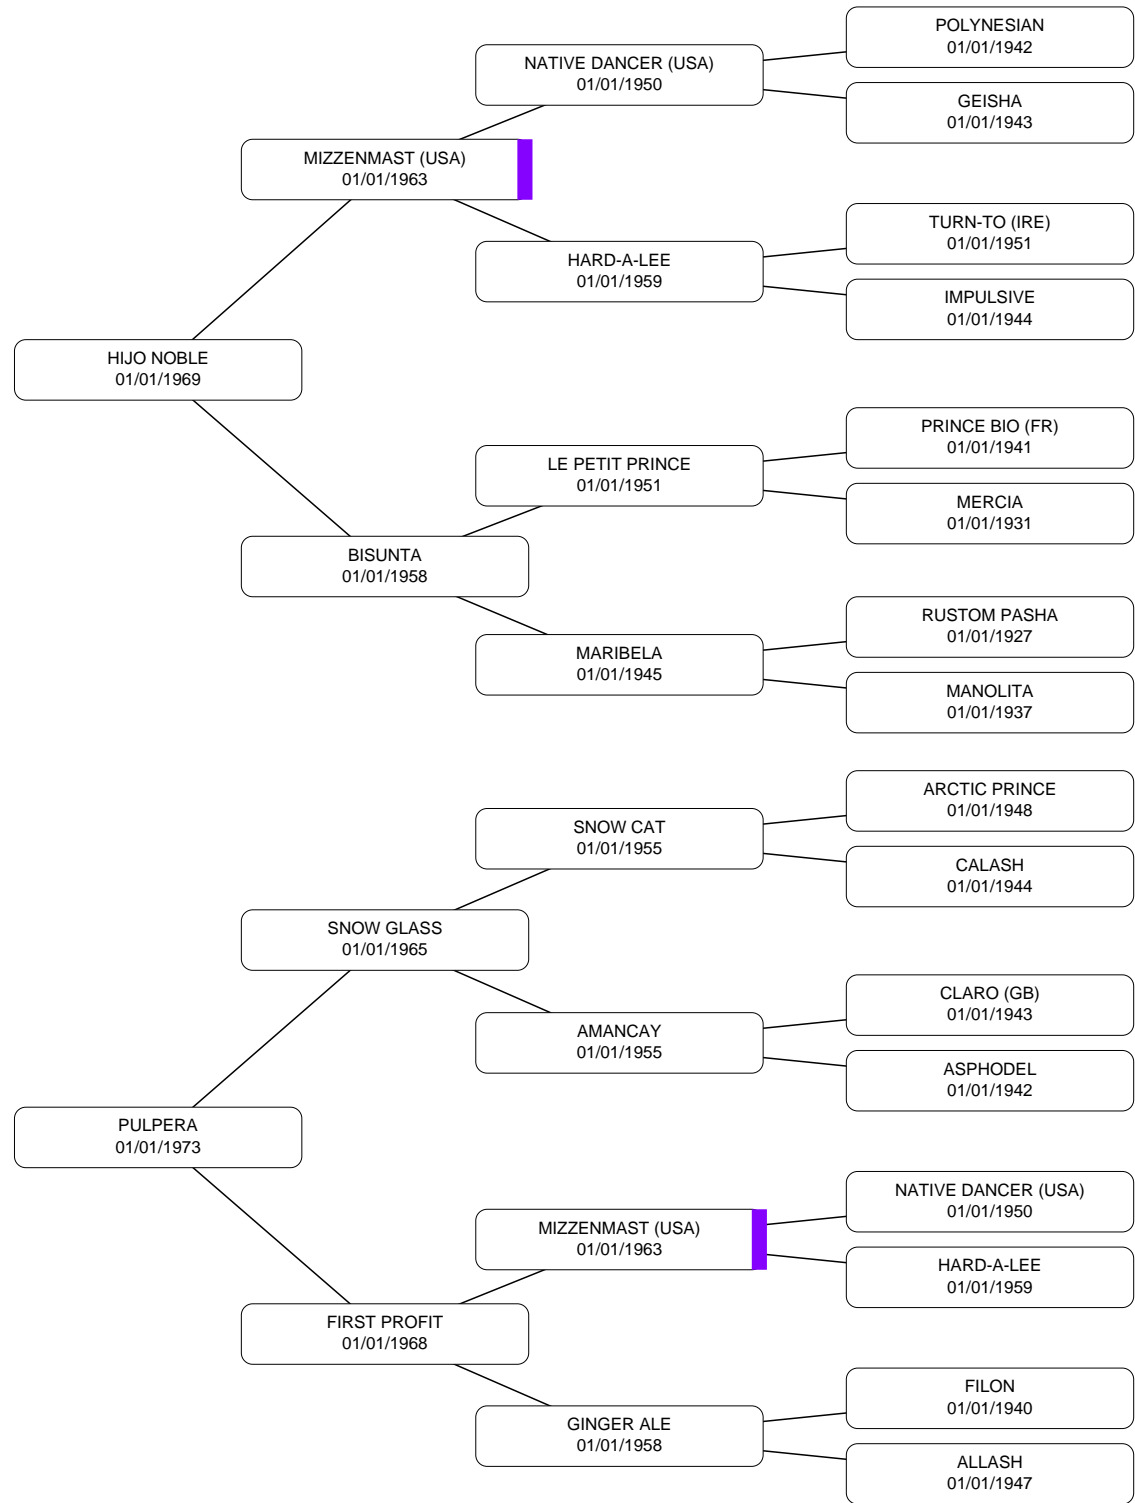 POLYNESIAN
01/01/1942
NATIVE DANCER (USA)
01/01/1950
GEISHA
01/01/1943
MIZZENMAST (USA)
01/01/1963
TURN-TO (IRE)
01/01/1951
HARD-A-LEE
01/01/1959
IMPULSIVE
01/01/1944
HIJO NOBLE
01/01/1969
PRINCE BIO (FR)
01/01/1941
LE PETIT PRINCE
01/01/1951
MERCIA
01/01/1931
BISUNTA
01/01/1958
RUSTOM PASHA
01/01/1927
MARIBELA
01/01/1945
MANOLITA
01/01/1937
ARCTIC PRINCE
01/01/1948
SNOW CAT
01/01/1955
CALASH
01/01/1944
SNOW GLASS
01/01/1965
CLARO (GB)
01/01/1943
AMANCAY
01/01/1955
ASPHODEL
01/01/1942
PULPERA
01/01/1973
NATIVE DANCER (USA)
01/01/1950
MIZZENMAST (USA)
01/01/1963
HARD-A-LEE
01/01/1959
FIRST PROFIT
01/01/1968
FILON
01/01/1940
GINGER ALE
01/01/1958
ALLASH
01/01/1947